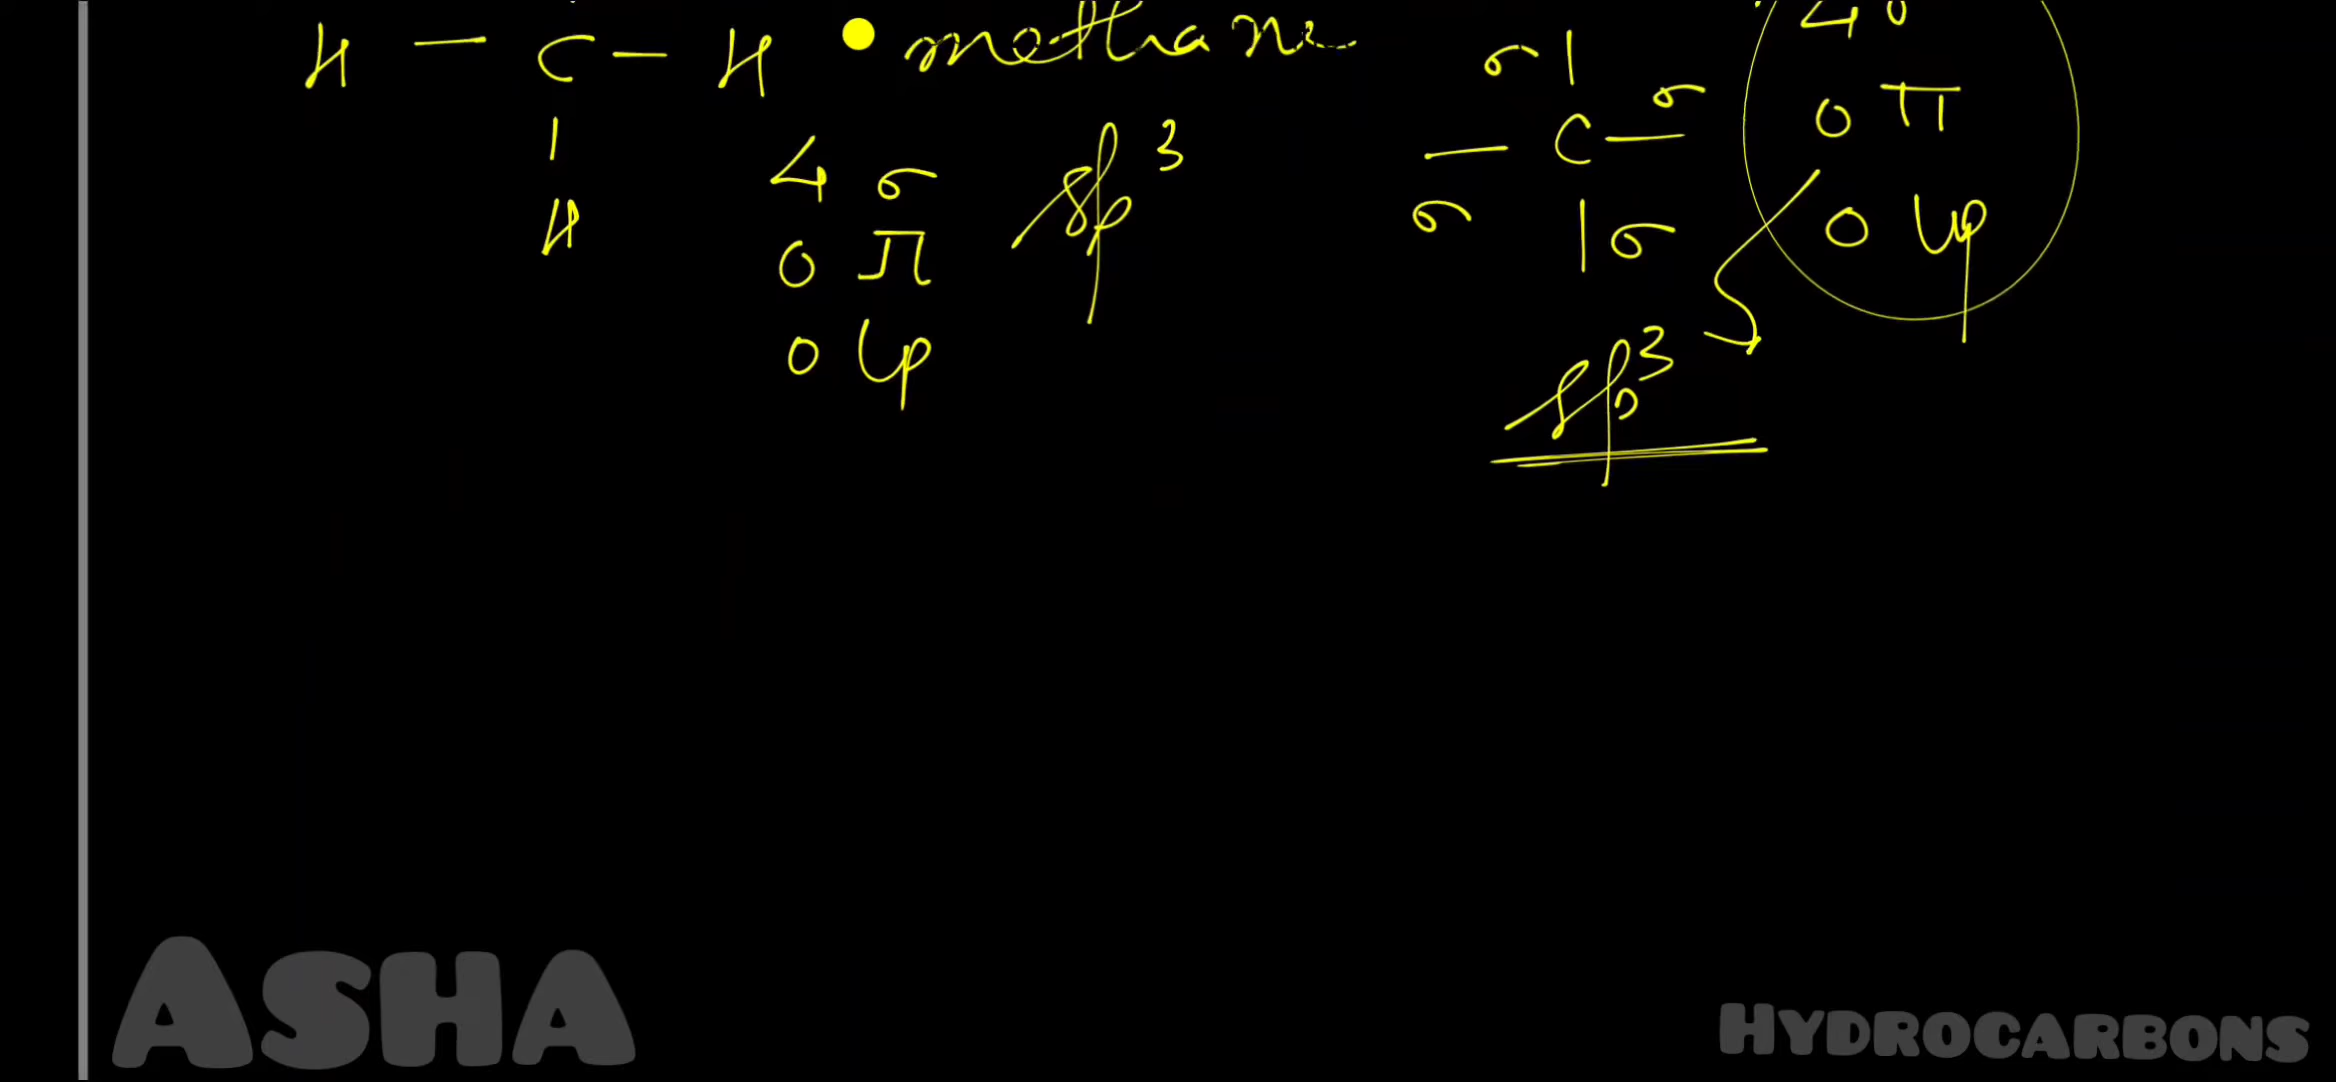 H — C — H methane
|
H
4 σ sp³
0 π
0 lp
σ |
σ
— C —
σ | σ
4 σ
0 π
0 lp
sp³
ASHA
HYDROCARBONS